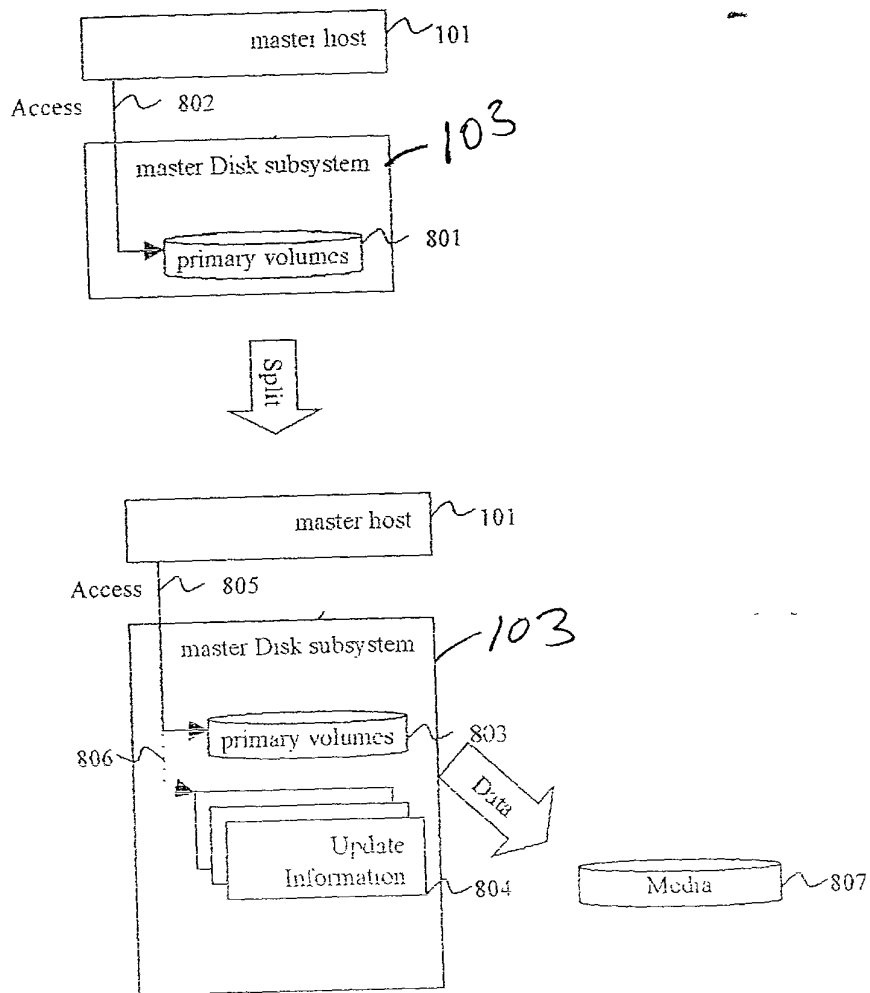 master host
101
Access
802
103
master Disk subsystem
801
primary volumes
Split
master host
101
Access
805
103
master Disk subsystem
primary volumes
803
806
Data
Update
Information
804
Media
807